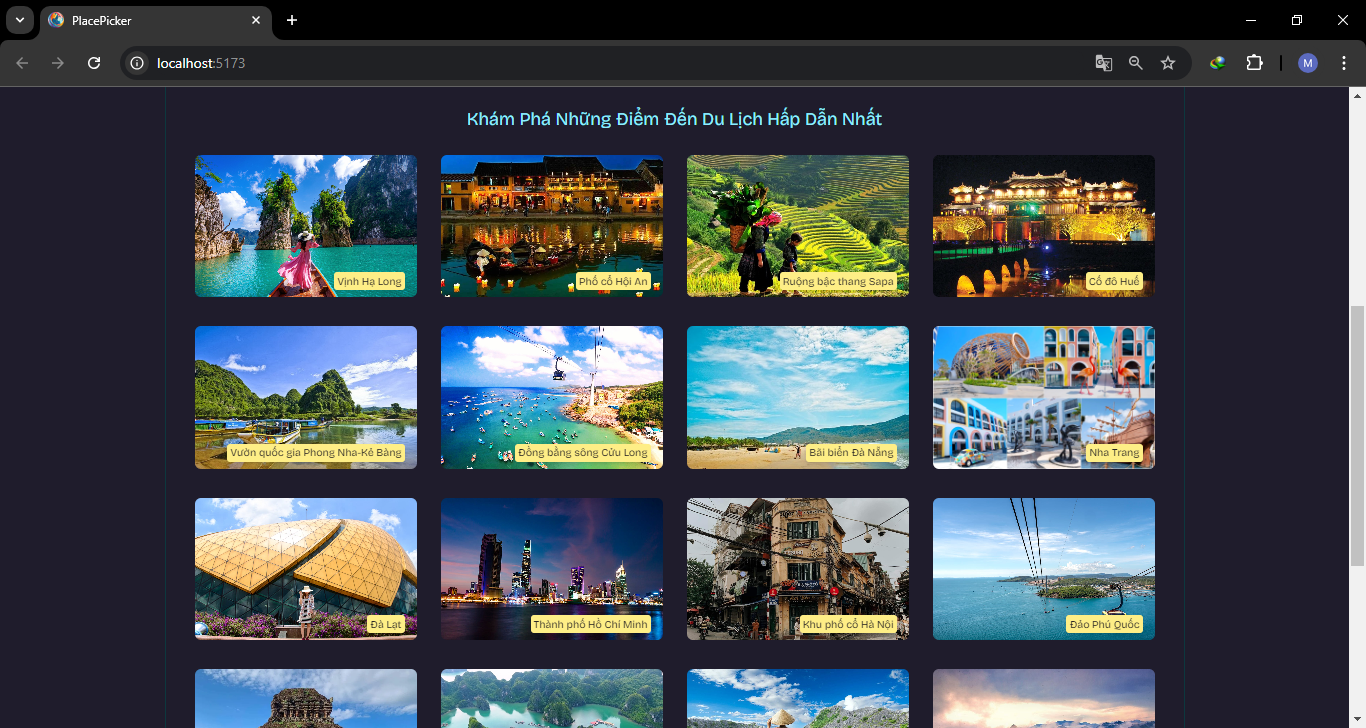 PlacePicker
localhost:5173
M
Khám Phá Những Điểm Đến Du Lịch Hấp Dẫn Nhất
Vịnh Hạ Long
Phố cổ Hội An
Ruộng bậc thang Sapa
Cố đô Huế
Vườn quốc gia Phong Nha-Kẻ Bàng
Đồng bằng sông Cửu Long
Bãi biển Đà Nẵng
Nha Trang
Đà Lạt
Thành phố Hồ Chí Minh
Khu phố cổ Hà Nội
Đảo Phú Quốc